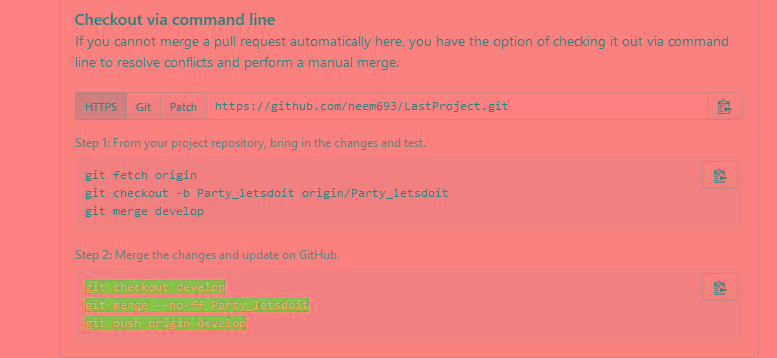 Checkout via command line
If you cannot merge a pull request automatically here, you have the option of checking it out via command
line to resolve conflicts and perform a manual merge.
HTTPS Git Patch https://github.com/neem693/LastProject.git
Step 1: From your project repository, bring in the changes and test.
git fetch origin
git checkout -b Party_letsdoit origin/Party_letsdoit
git merge develop
Step 2: Merge the changes and update on GitHub.
git checkout develop
git merge --no-ff Party_letsdoit
git push origin develop